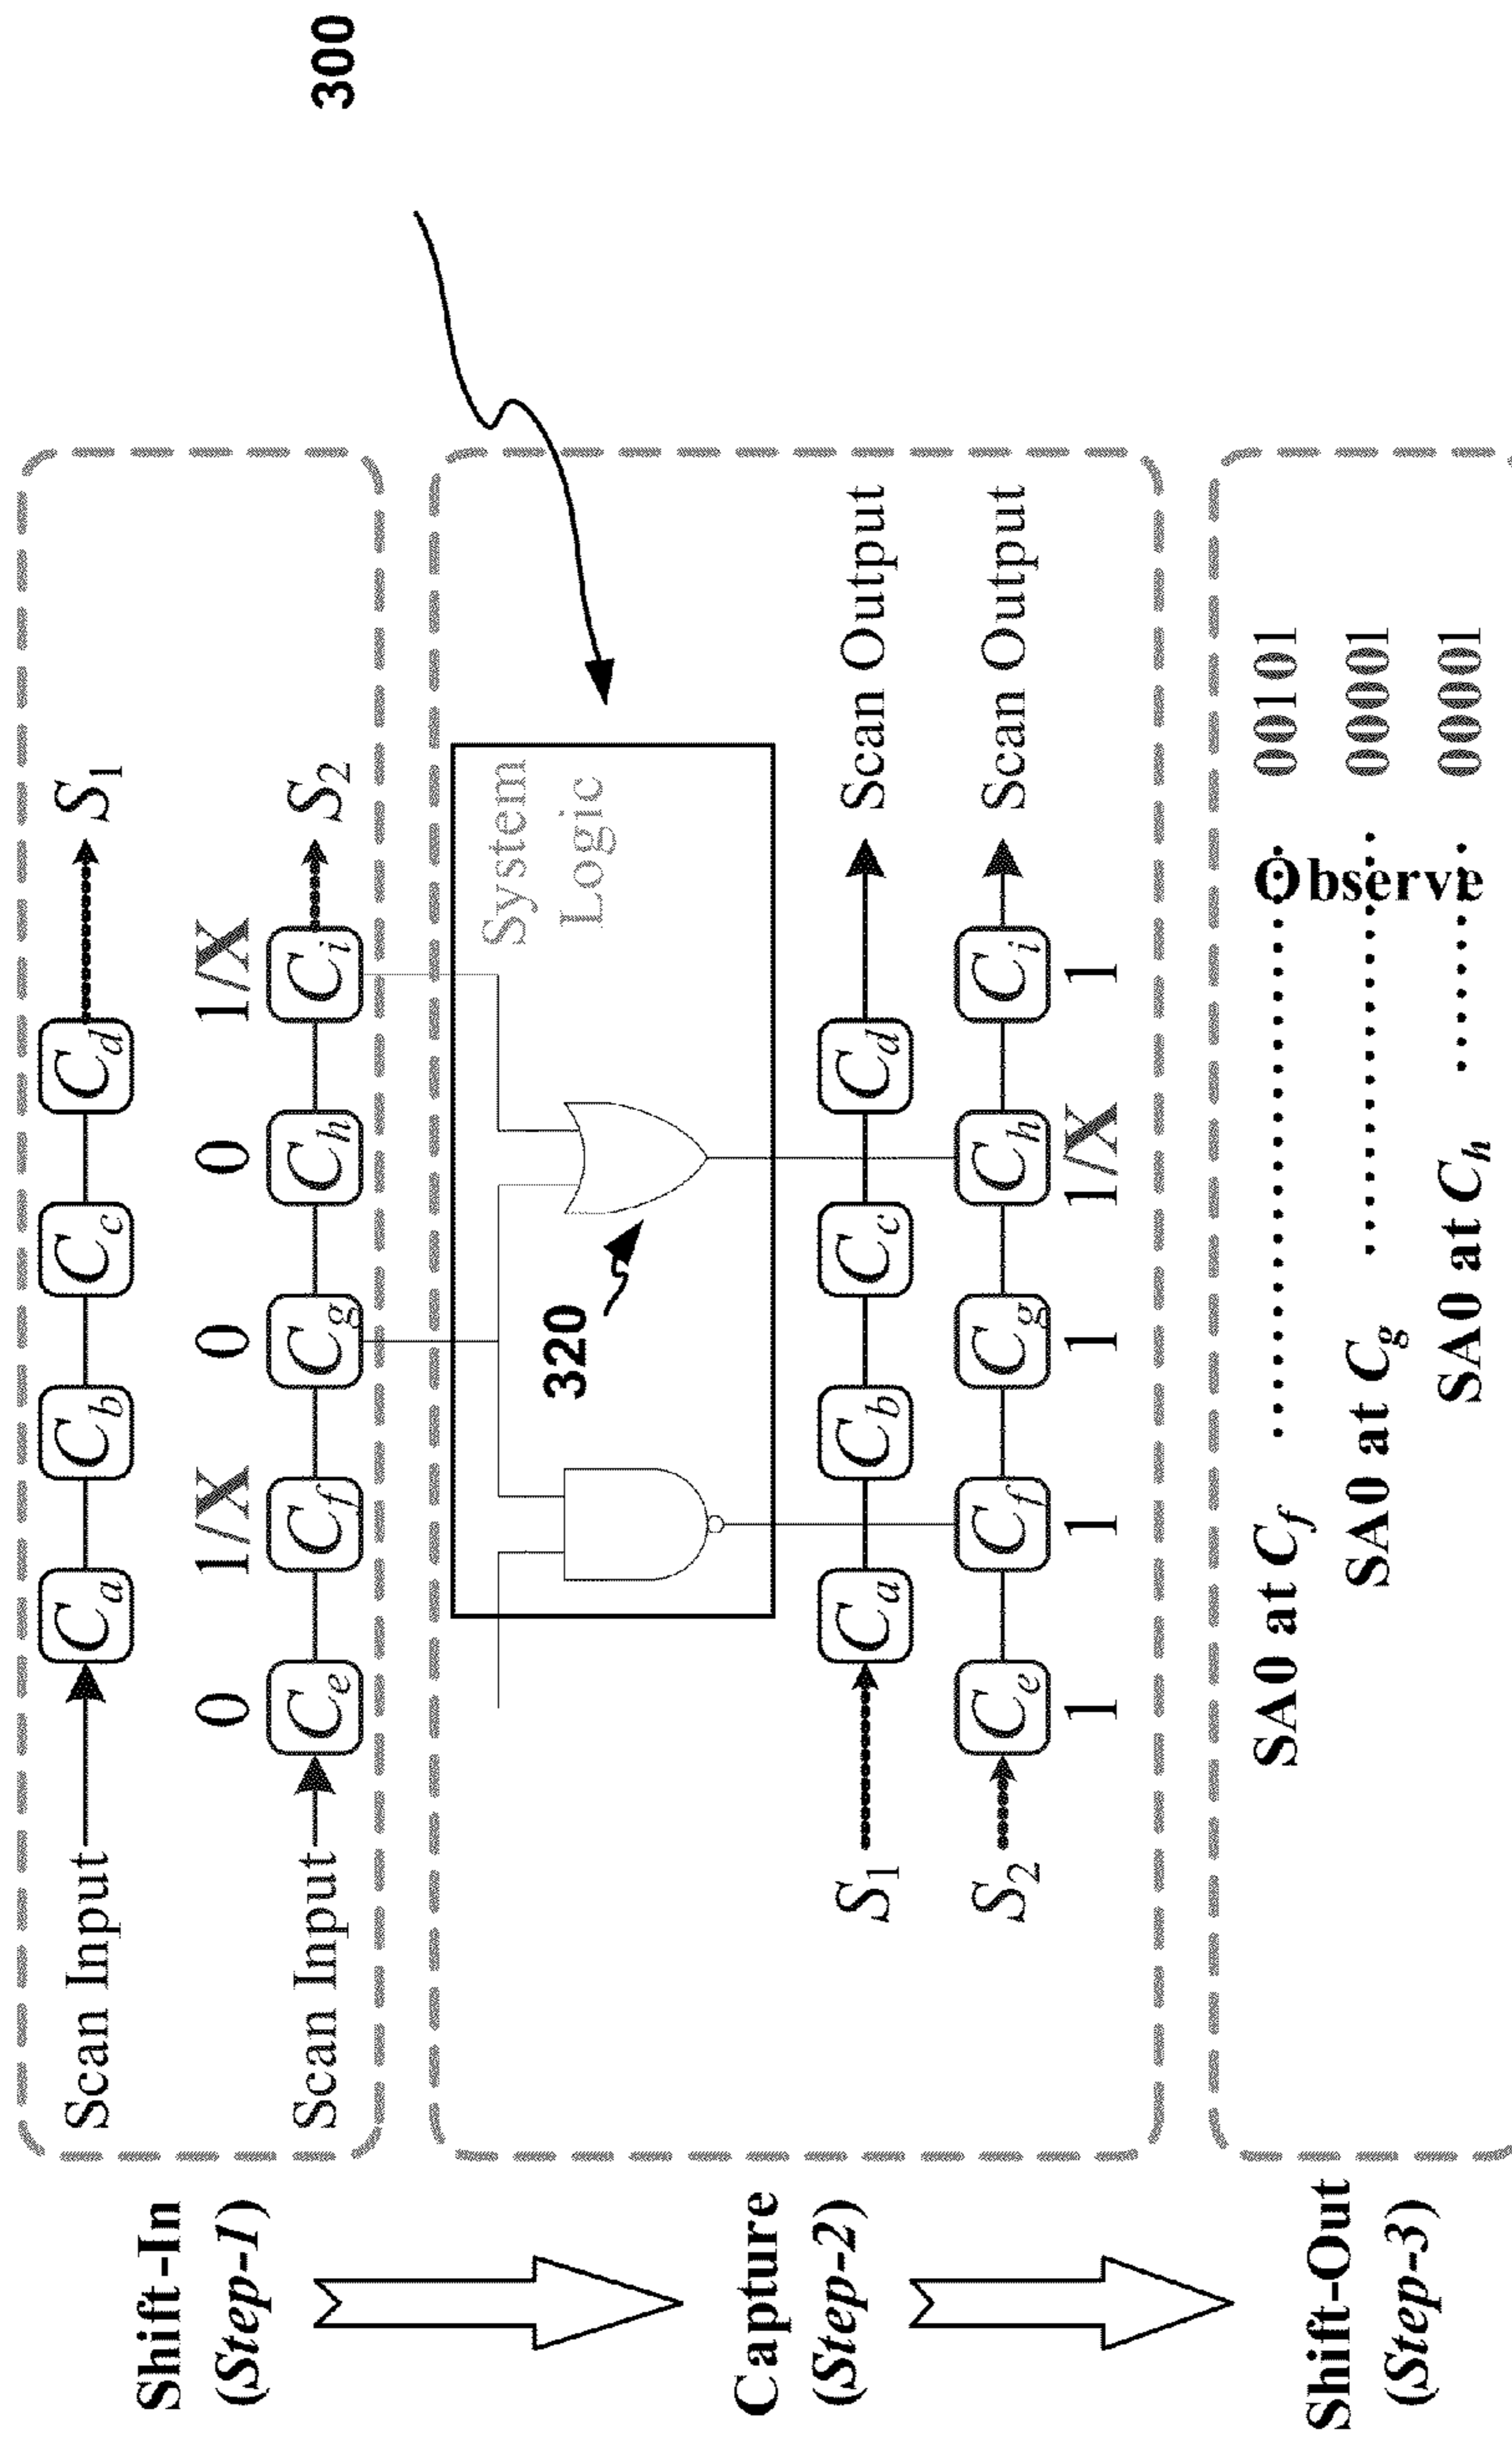 300
Shift-In
(Step-1)
Scan Input
C_a C_b C_c C_d
S_1
0 1/X 0 0 1/X
Scan Input
C_e C_f C_g C_h C_i
S_2
Capture
(Step-2)
System
Logic
320
S_1
C_a C_b C_c C_d
Scan Output
S_2
C_e C_f C_g C_h C_i
Scan Output
1 1 1 1/X 1
Shift-Out
(Step-3)
Observe
SA0 at C_f 00101
SA0 at C_g 00001
SA0 at C_h 00001